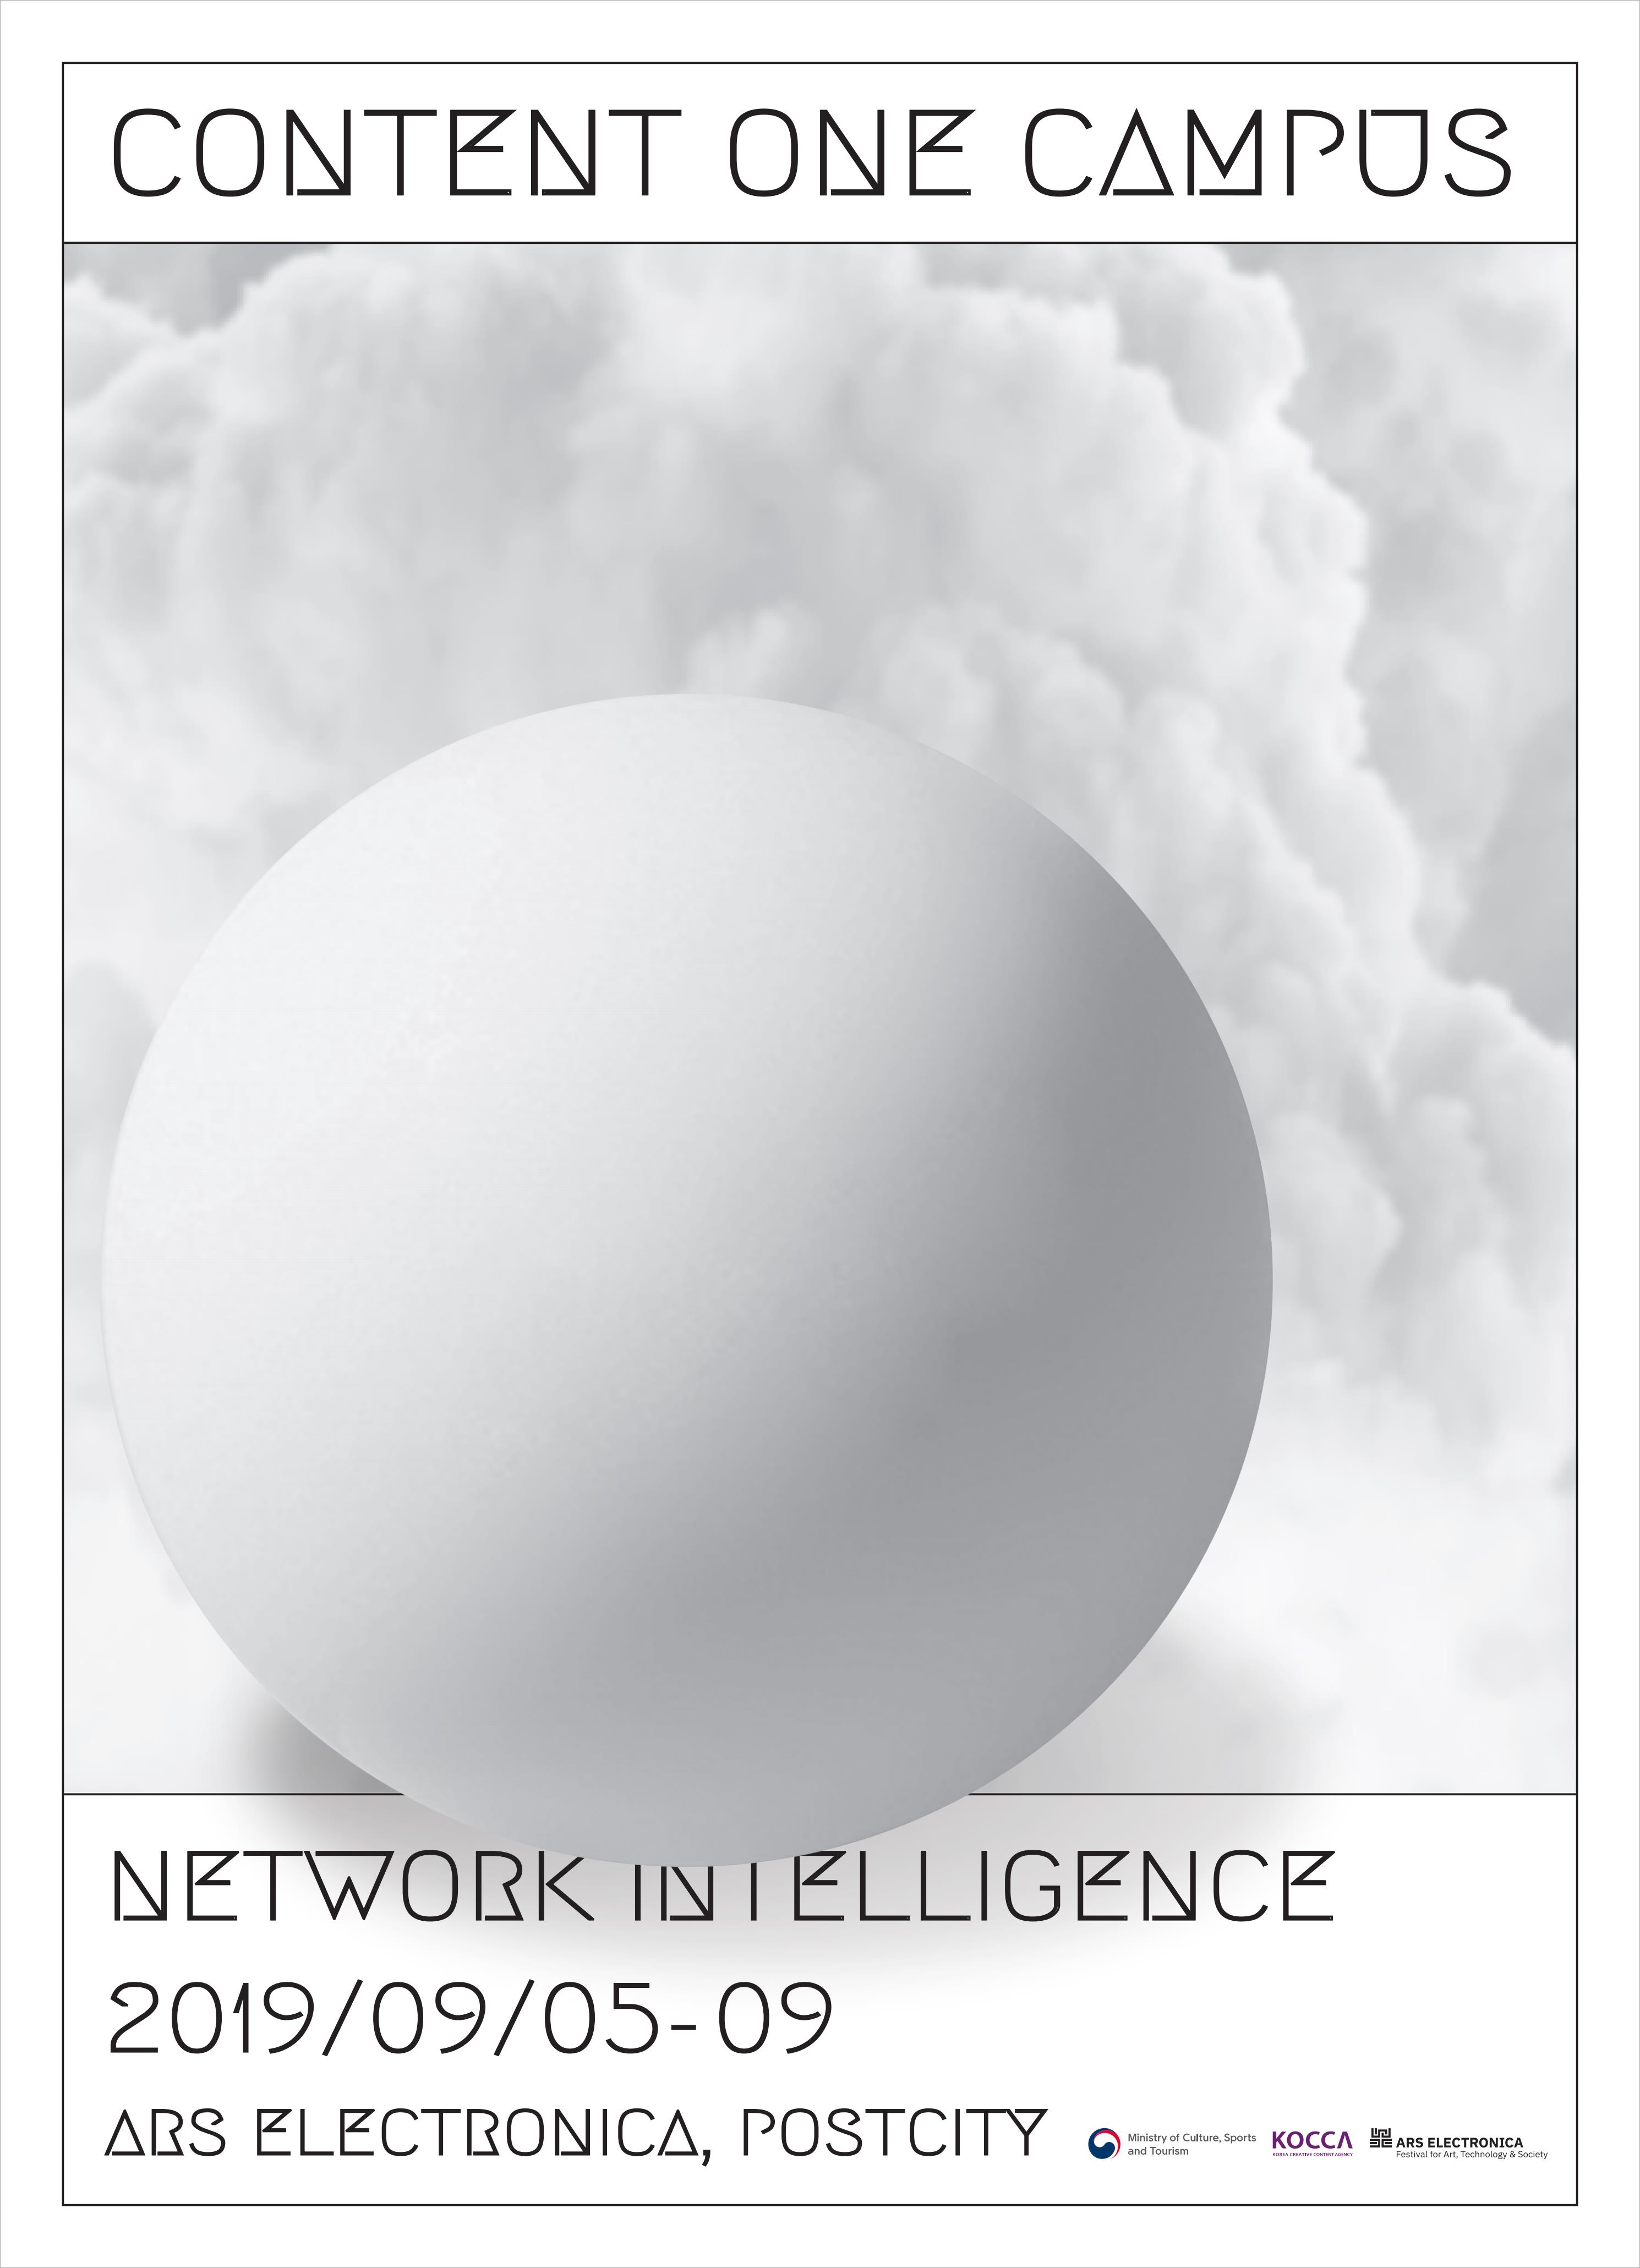 CONTENT ONE CAMPUS
NETWORK INTELLIGENCE
2019/09/05-09
ARS ELECTRONICA, POSTCITY
Ministry of Culture, Sports
and Tourism
KOCCA
KOREA CREATIVE CONTENT AGENCY
ARS ELECTRONICA
Festival for Art, Technology & Society